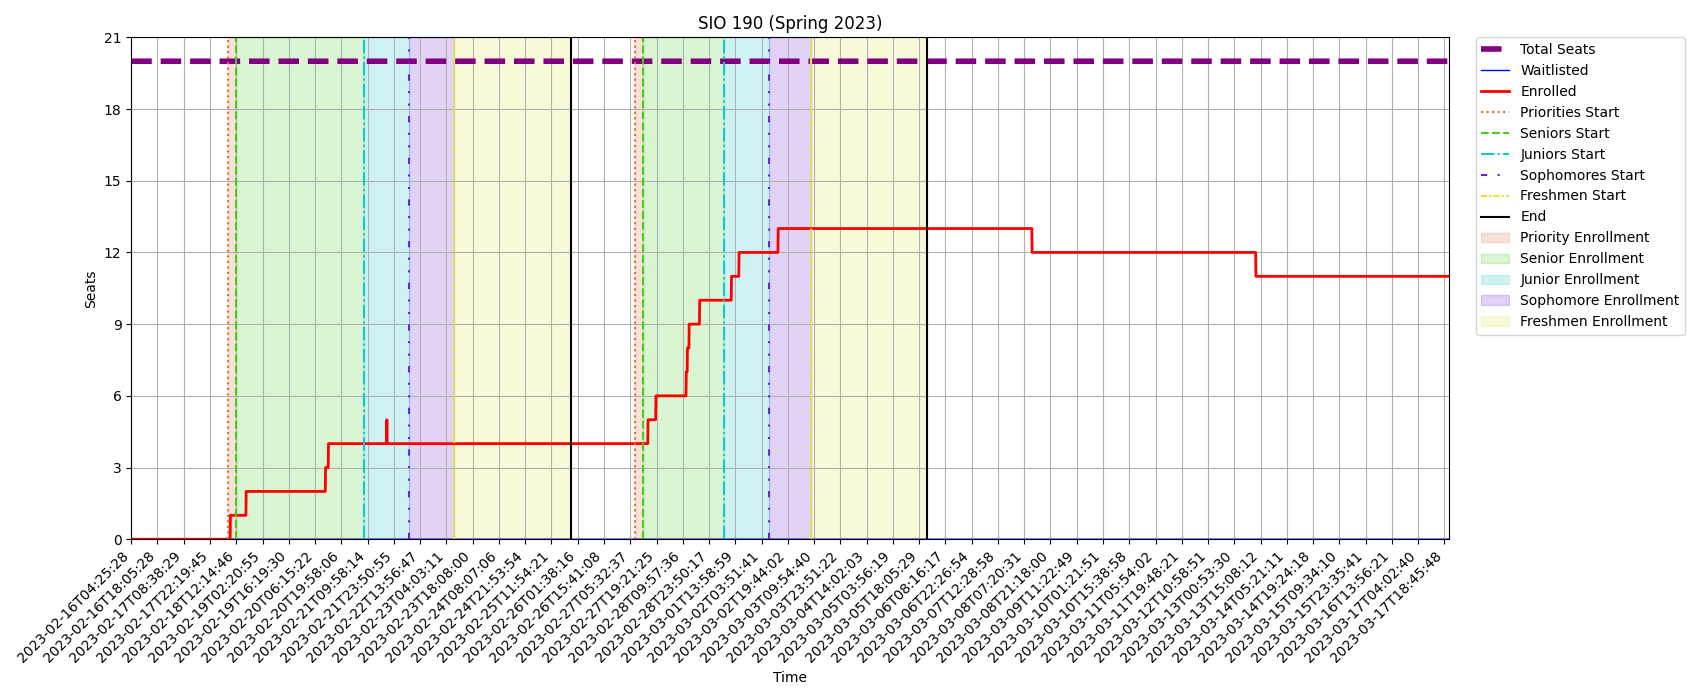 SIO 190 (Spring 2023)
21
18
15
12
9
6
3
0
Seats
2023-02-16T04:25:28
2023-02-16T18:05:28
2023-02-17T08:38:29
2023-02-17T22:19:45
2023-02-18T12:14:46
2023-02-19T02:20:55
2023-02-19T16:19:30
2023-02-20T06:15:22
2023-02-20T19:58:06
2023-02-21T09:58:14
2023-02-21T23:50:55
2023-02-22T13:56:47
2023-02-23T04:03:11
2023-02-23T18:08:00
2023-02-24T08:07:06
2023-02-24T21:53:54
2023-02-25T11:54:21
2023-02-26T01:38:16
2023-02-26T15:41:08
2023-02-27T05:32:37
2023-02-27T19:21:25
2023-02-28T09:57:36
2023-02-28T23:50:17
2023-03-01T13:58:59
2023-03-02T03:51:41
2023-03-02T19:44:02
2023-03-03T09:54:40
2023-03-03T23:51:22
2023-03-04T14:02:03
2023-03-05T03:56:19
2023-03-05T18:05:29
2023-03-06T08:16:17
2023-03-06T22:26:54
2023-03-07T12:28:58
2023-03-08T07:20:31
2023-03-08T21:18:00
2023-03-09T11:22:49
2023-03-10T01:21:51
2023-03-10T15:38:58
2023-03-11T05:54:02
2023-03-11T19:48:21
2023-03-12T10:58:51
2023-03-13T00:53:30
2023-03-13T15:08:12
2023-03-14T05:21:11
2023-03-14T19:24:18
2023-03-15T09:34:10
2023-03-15T23:35:41
2023-03-16T13:56:21
2023-03-17T04:02:40
2023-03-17T18:45:48
Time
Total Seats
Waitlisted
Enrolled
Priorities Start
Seniors Start
Juniors Start
Sophomores Start
Freshmen Start
End
Priority Enrollment
Senior Enrollment
Junior Enrollment
Sophomore Enrollment
Freshmen Enrollment